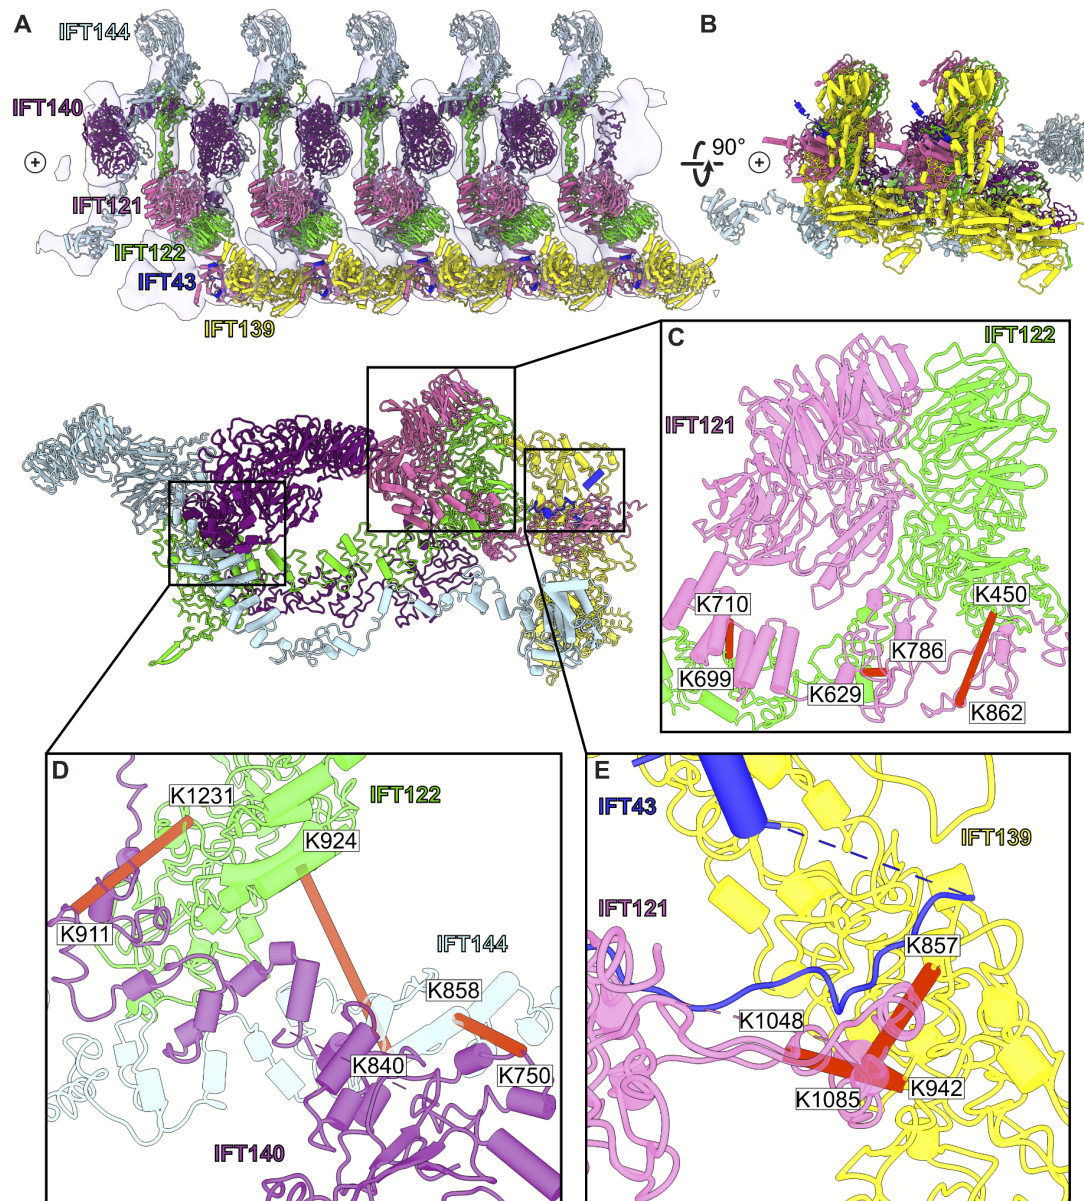 A
IFT144
IFT140
+
IFT121
IFT122
IFT43
IFT139
B
90°
+
C
IFT122
IFT121
K710
K450
K699
K786
K629
K862
D
K1231
IFT122
K924
K911
IFT144
K858
K840
K750
IFT140
E
IFT43
IFT139
IFT121
K857
K1048
K1085
K942